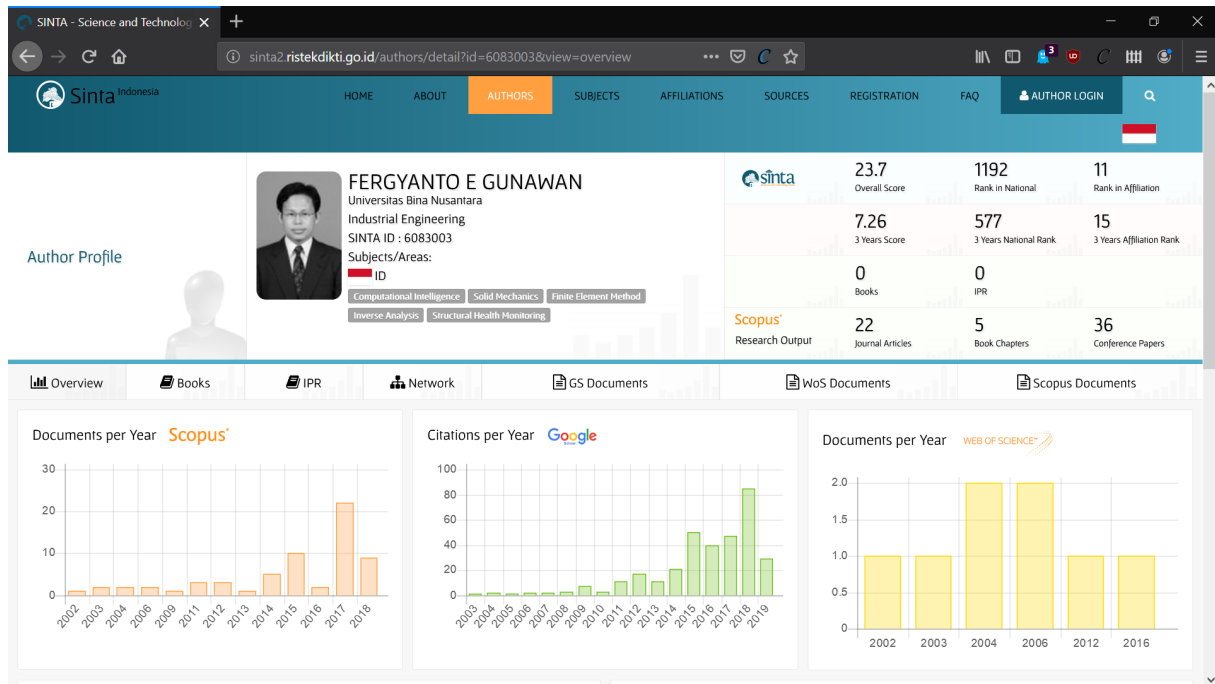 SINTA - Science and Technolog
sinta2.ristekdikti.go.id/authors/detail?id=6083003&view=overview
3
Sinta Indonesia
HOME ABOUT AUTHORS SUBJECTS AFFILIATIONS SOURCES REGISTRATION FAQ AUTHOR LOGIN
Author Profile
FERGYANTO E GUNAWAN
Universitas Bina Nusantara
Industrial Engineering
SINTA ID : 6083003
Subjects/Areas:
ID
Computational Intelligence Solid Mechanics Finite Element Method
Inverse Analysis Structural Health Monitoring
sinta
23.7 1192 11
Overall Score Rank in National Rank in Affiliation
7.26 577 15
3 Years Score 3 Years National Rank 3 Years Affiliation Rank
0 0
Books IPR
Scopus
Research Output
22 5 36
Journal Articles Book Chapters Conference Papers
Overview Books IPR Network GS Documents WoS Documents Scopus Documents
Documents per Year Scopus
30
20
10
0
2002 2003 2004 2006 2009 2011 2012 2013 2014 2015 2016 2017 2018
Citations per Year Google
100
80
60
40
20
0
2003 2004 2005 2006 2007 2008 2009 2010 2011 2012 2013 2014 2015 2016 2017 2018 2019
Documents per Year WEB OF SCIENCE™
2.0
1.5
1.0
0.5
0
2002 2003 2004 2006 2012 2016